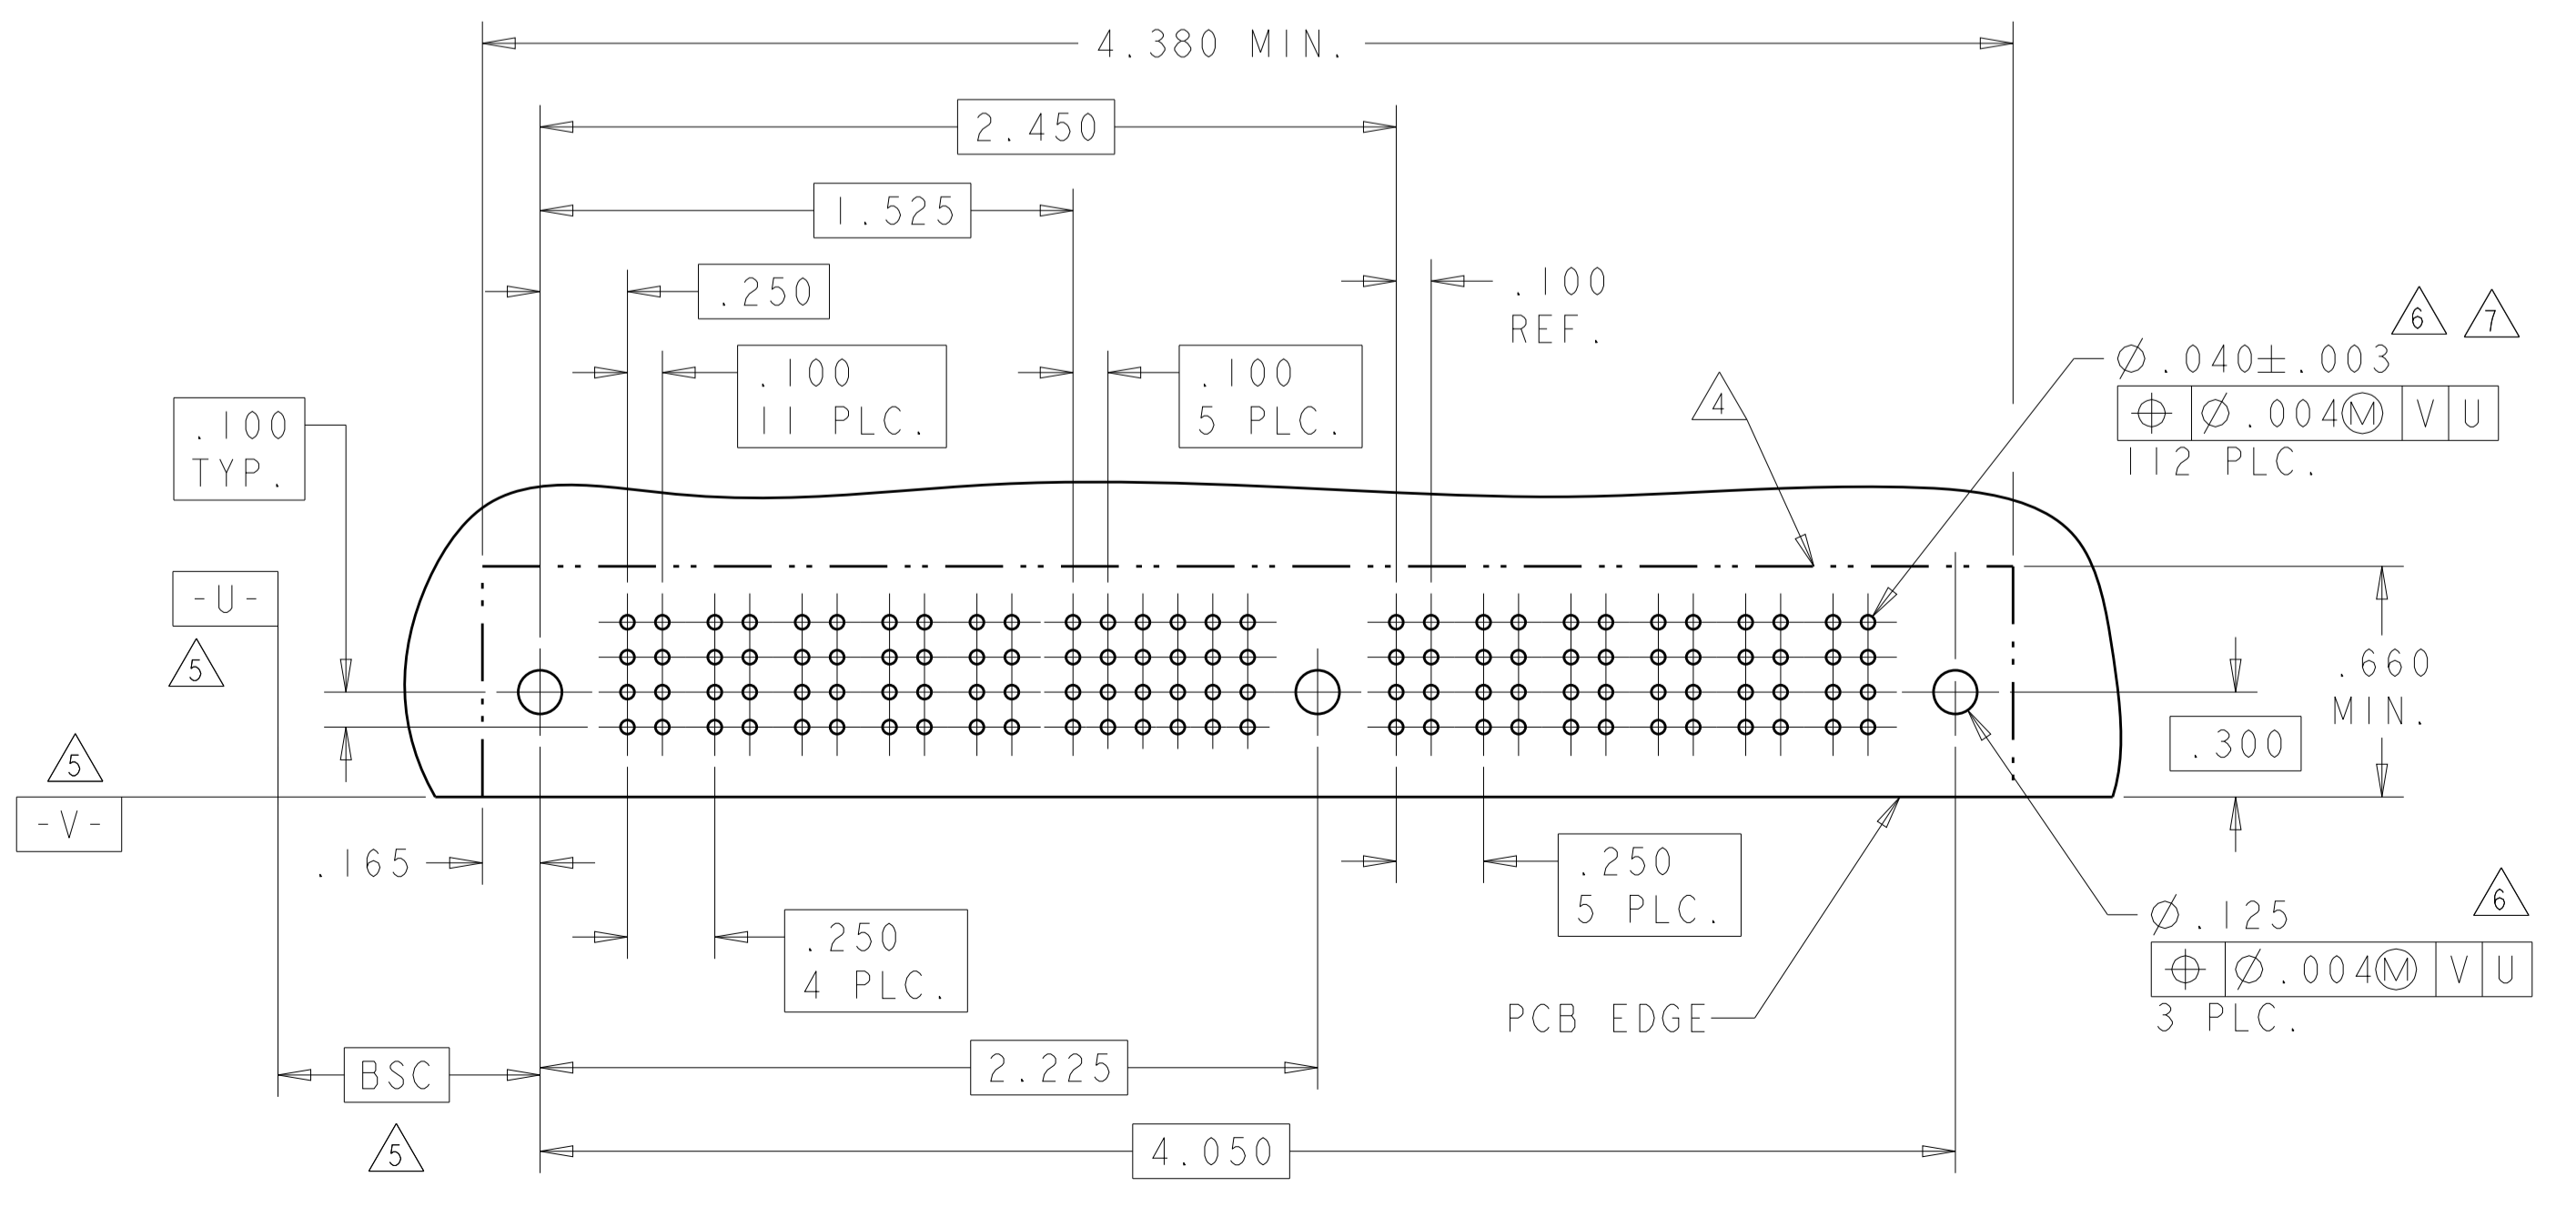 4.380 MIN.
2.450
1.525
.250
.100
REF.
.100
11 PLC.
.100
5 PLC.
6
7
⌀.040±.003
⌖ ⌀.004Ⓜ V U
112 PLC.
4
.100
TYP.
-U-
5
5
-V-
.660
MIN.
.300
.165
.250
5 PLC.
.250
4 PLC.
6
⌀.125
⌖ ⌀.004Ⓜ V U
3 PLC.
PCB EDGE
BSC
5
2.225
4.050